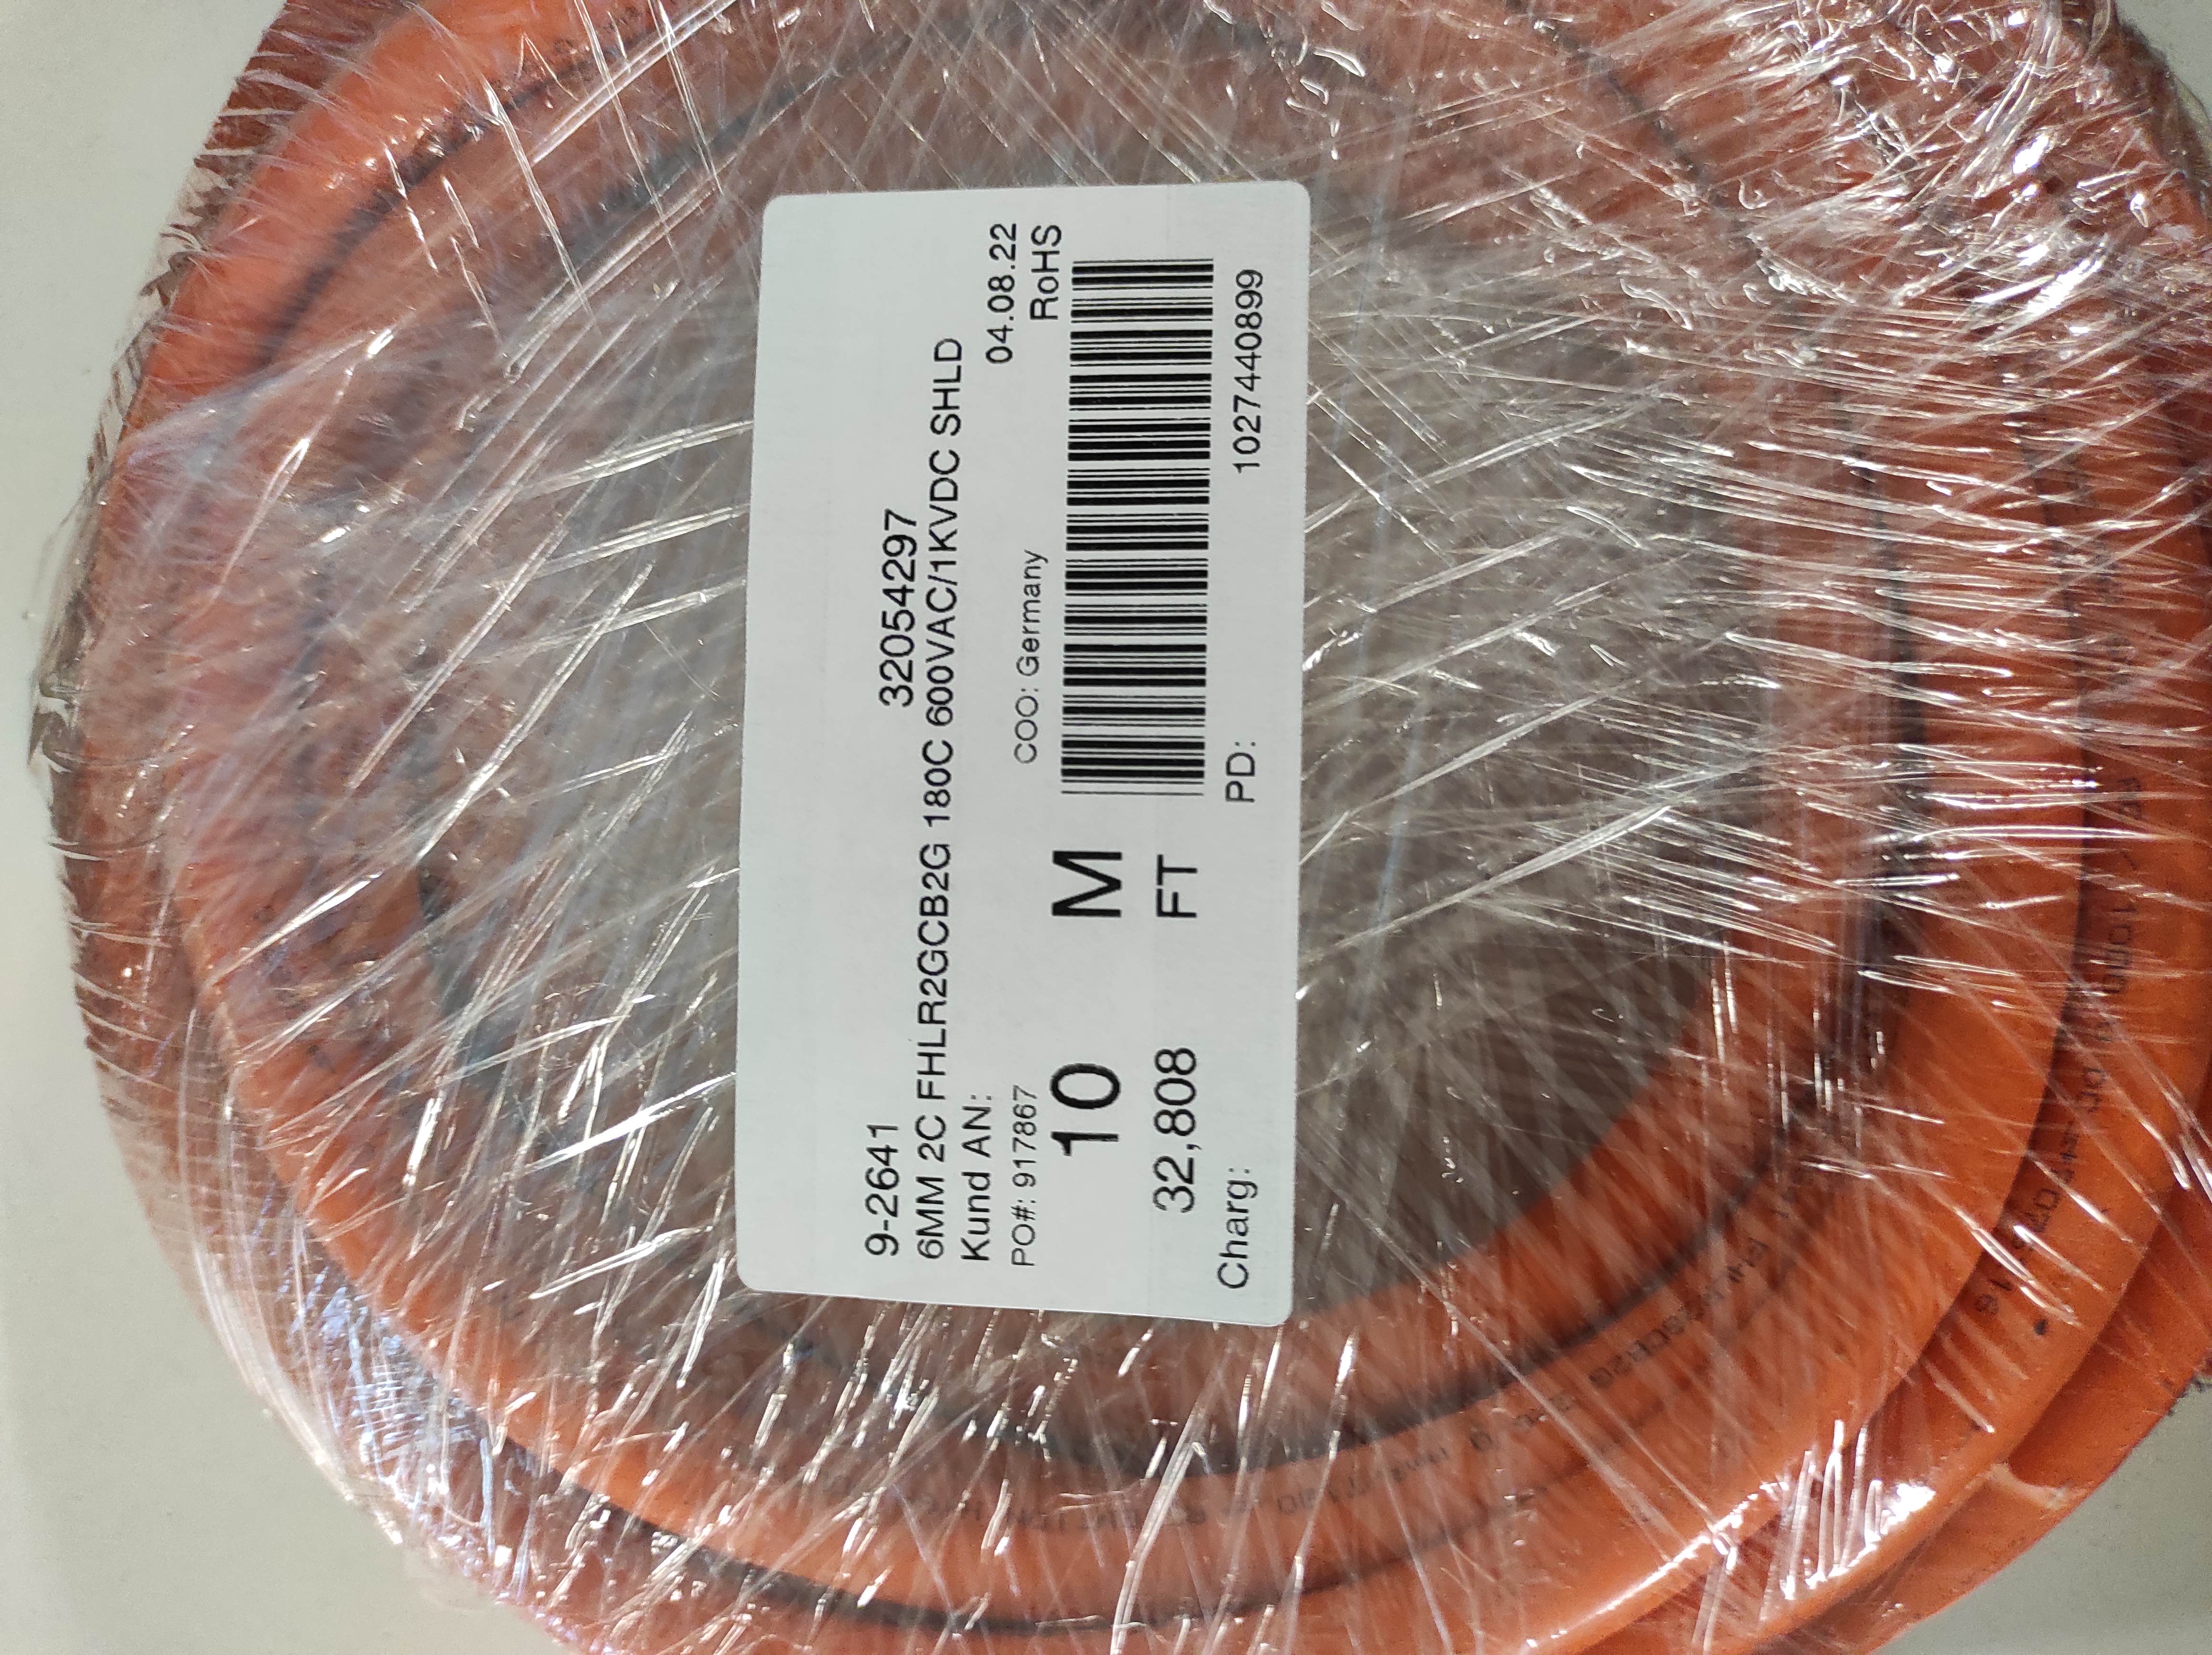 9-2641 32054297
6MM 2C FHLR2GCB2G 180C 600VAC/1KVDC SHLD
Kund AN: 04.08.22
PO#: 917867 COO: Germany RoHS
10 M
32,808 FT
Charg: PD: 1027440899